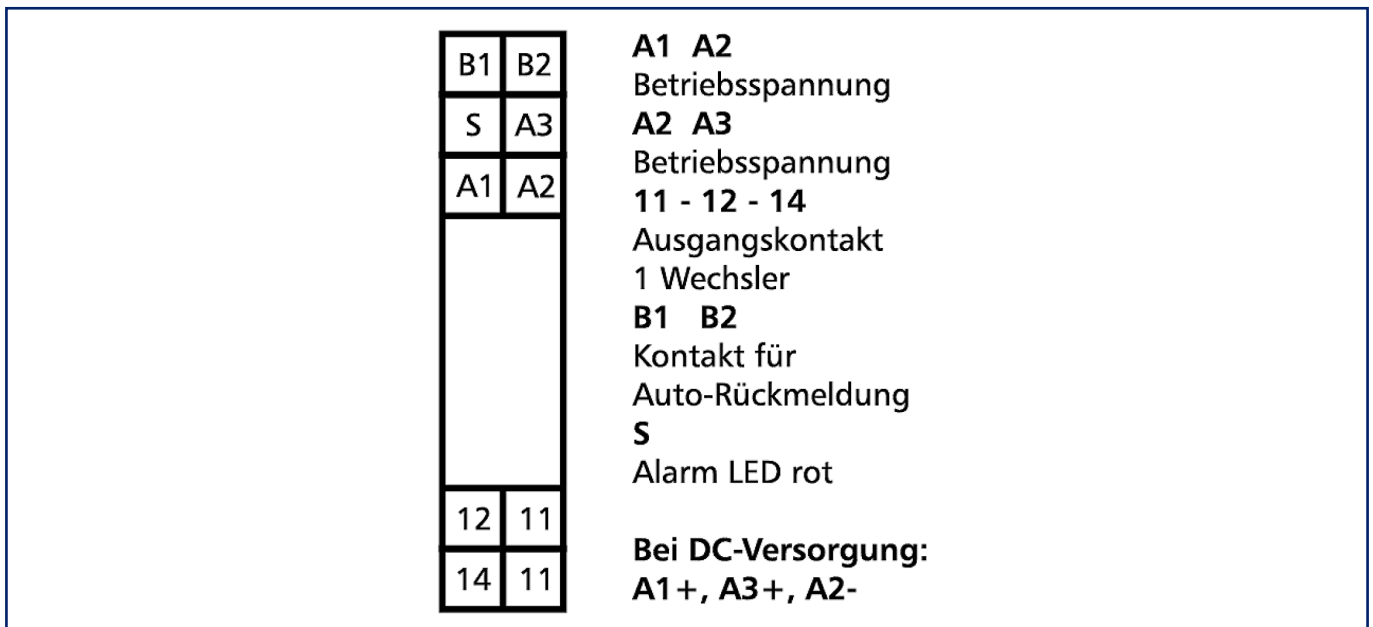 B1 B2
S A3
A1 A2
12 11
14 11
A1 A2
Betriebsspannung
A2 A3
Betriebsspannung
11 - 12 - 14
Ausgangskontakt
1 Wechsler
B1 B2
Kontakt für
Auto-Rückmeldung
S
Alarm LED rot
Bei DC-Versorgung:
A1+, A3+, A2-